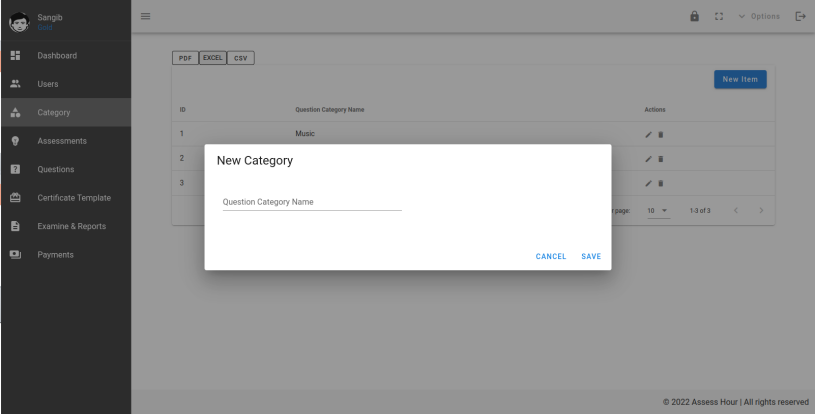 Sangib
Gold
Dashboard
Users
Category
Assessments
Questions
Certificate Template
Examine & Reports
Payments
Options
PDF EXCEL CSV
New Item
ID Question Category Name Actions
1 Music
2
3
page: 10 1-3 of 3
New Category
Question Category Name
CANCEL SAVE
© 2022 Assess Hour | All rights reserved